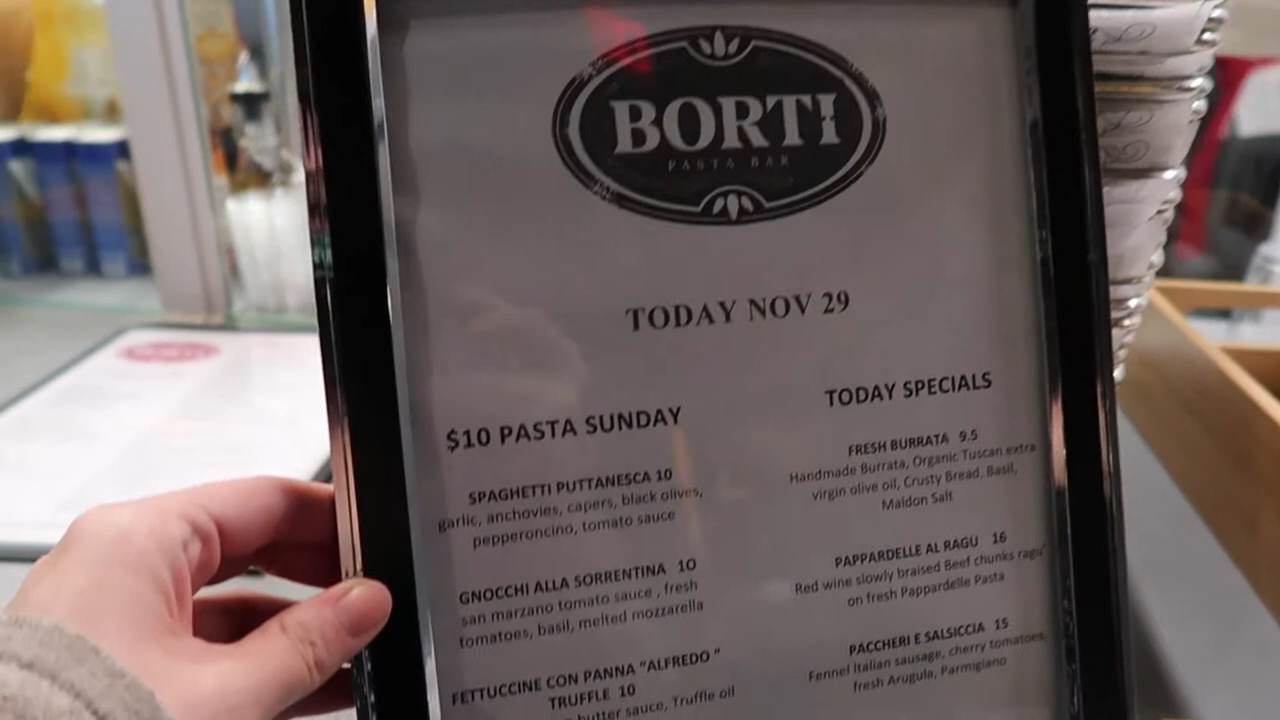 BORTI
PASTA BAR
TODAY NOV 29
$10 PASTA SUNDAY
SPAGHETTI PUTTANESCA 10
garlic, anchovies, capers, black olives,
pepperoncino, tomato sauce
GNOCCHI ALLA SORRENTINA 10
san marzano tomato sauce , fresh
tomatoes, basil, melted mozzarella
FETTUCCINE CON PANNA "ALFREDO "
TRUFFLE 10
butter sauce, Truffle oil
TODAY SPECIALS
FRESH BURRATA 9.5
Handmade Burrata, Organic Tuscan extra
virgin olive oil, Crusty Bread, Basil,
Maldon Salt
PAPPARDELLE AL RAGU 16
Red wine slowly braised Beef chunks ragu'
on fresh Pappardelle Pasta
PACCHERI E SALSICCIA 15
Fennel Italian sausage, cherry tomatoes,
fresh Arugula, Parmigiano